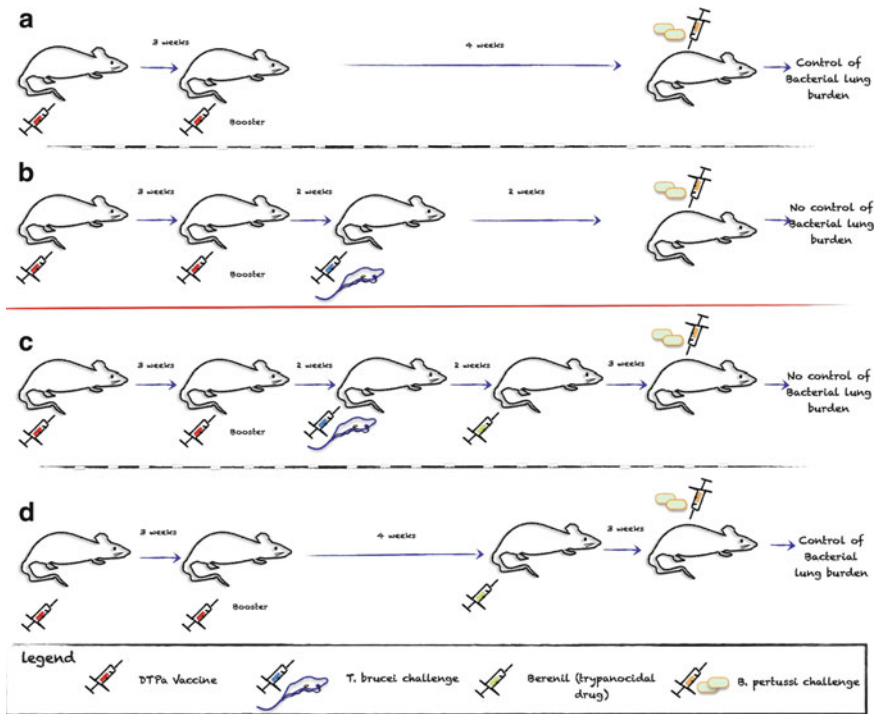 a
3 weeks
4 weeks
Control of
Bacterial lung
burden
Booster
b
3 weeks
2 weeks
2 weeks
No control of
Bacterial lung
burden
Booster
c
3 weeks
2 weeks
2 weeks
3 weeks
No control of
Bacterial lung
burden
Booster
d
3 weeks
4 weeks
3 weeks
Control of
Bacterial
lung burden
Booster
legend
DTPa Vaccine
T. brucei challenge
Berenil (trypanocidal
drug)
B. pertussi challenge